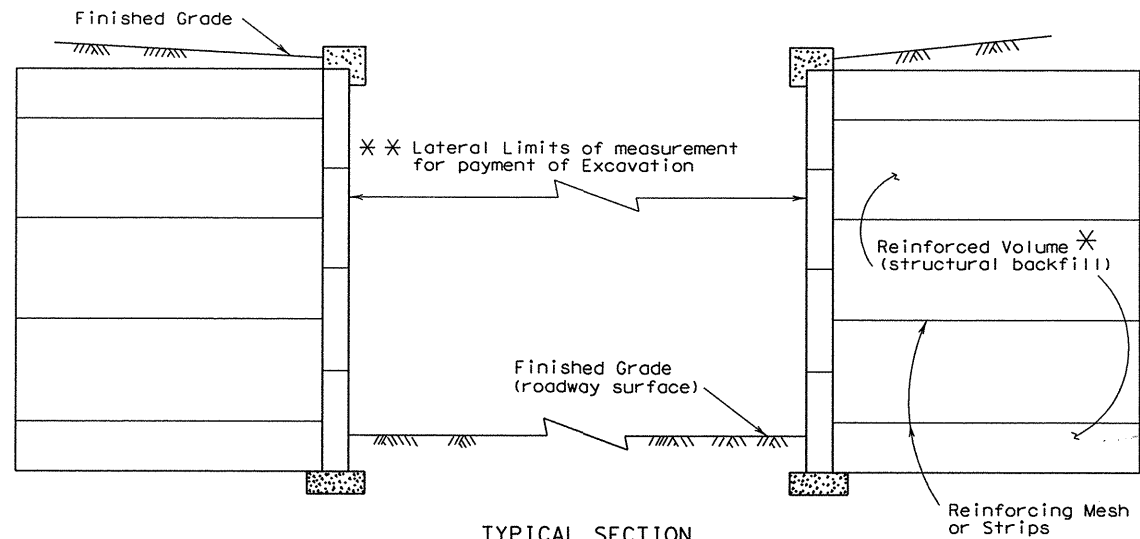 Finished Grade
* * Lateral Limits of measurement
for payment of Excavation
Reinforced Volume *
(structural backfill)
Finished Grade
(roadway surface)
Reinforcing Mesh
or Strips
TYPICAL SECTION